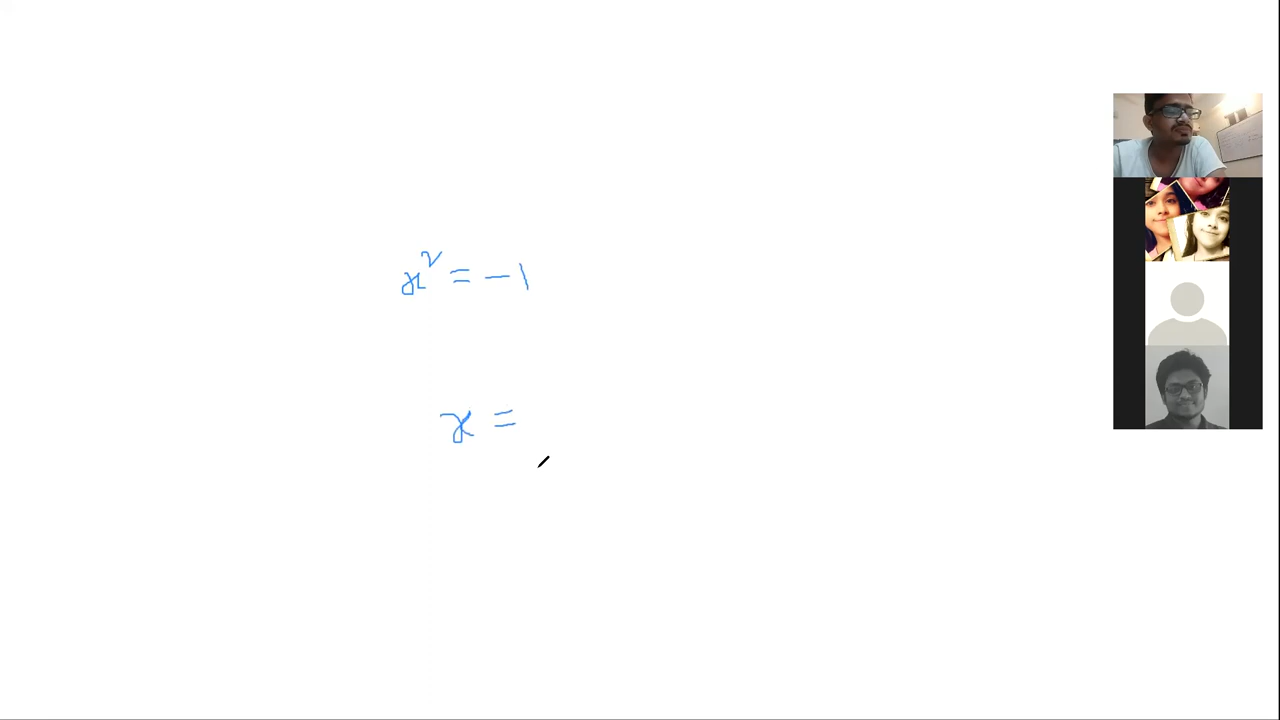 x² = -1
x =